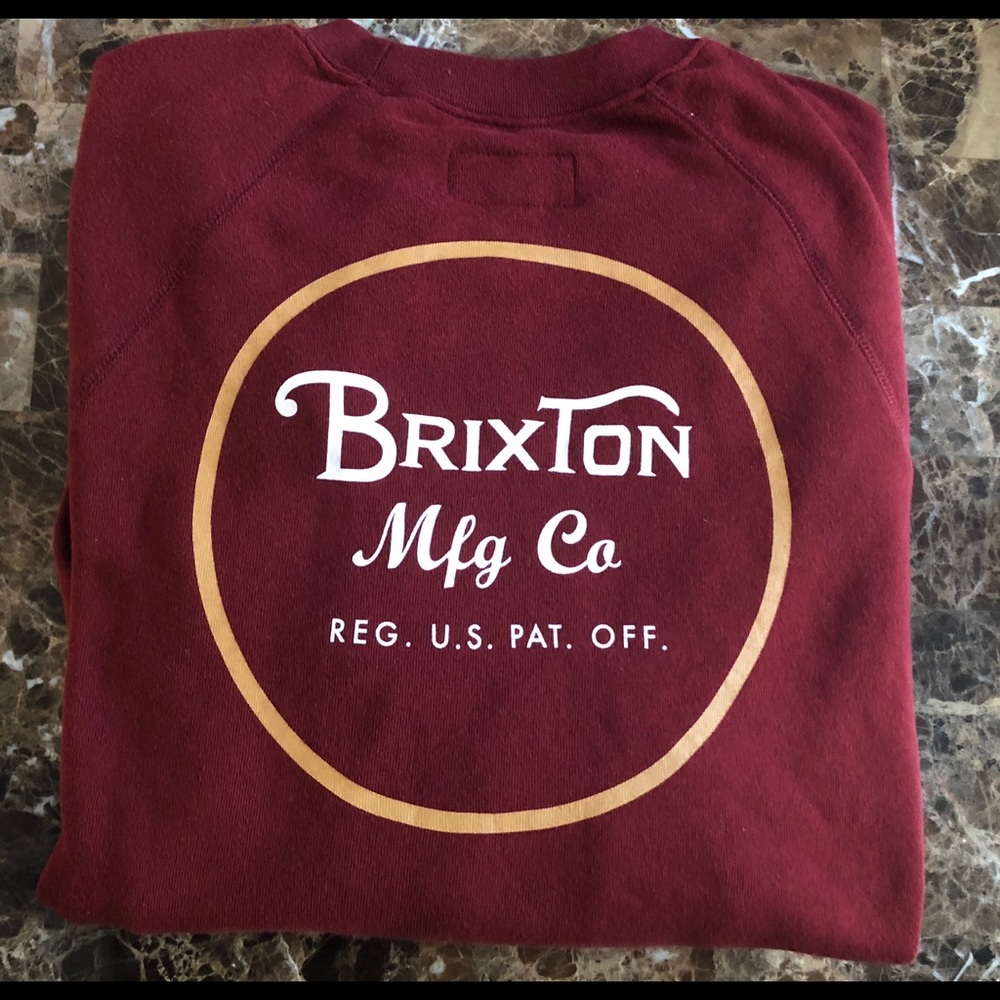 BRIXTON
Mfg Co
REG. U.S. PAT. OFF.